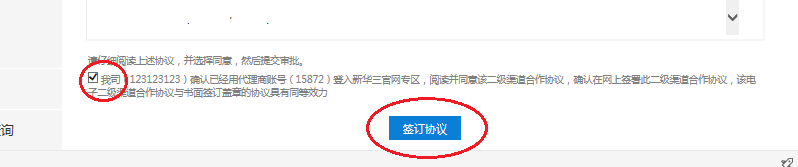 请仔细阅读上述协议，并选择同意，然后提交审批。
我司（123123123）确认已经用代理商账号（15872）登入新华三官网专区，阅读并同意该二级渠道合作协议，确认在网上签署此二级渠道合作协议，该电
子二级渠道合作协议与书面签订盖章的协议具有同等效力
签订协议
询